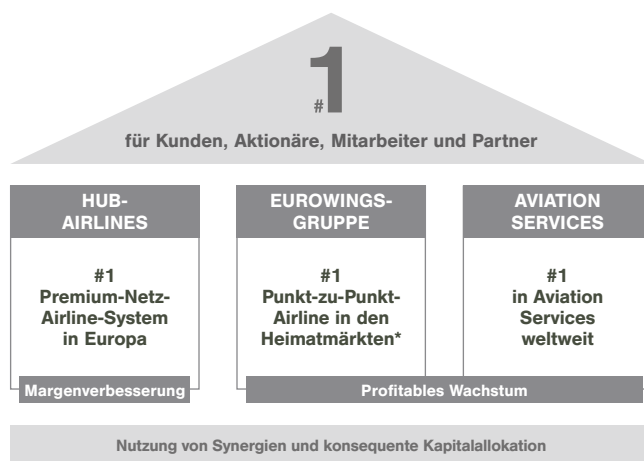 #1
für Kunden, Aktionäre, Mitarbeiter und Partner
HUB-
AIRLINES
#1
Premium-Netz-
Airline-System
in Europa
EUROWINGS-
GRUPPE
#1
Punkt-zu-Punkt-
Airline in den
Heimatmärkten*
AVIATION
SERVICES
#1
in Aviation
Services
weltweit
Margenverbesserung
Profitables Wachstum
Nutzung von Synergien und konsequente Kapitalallokation